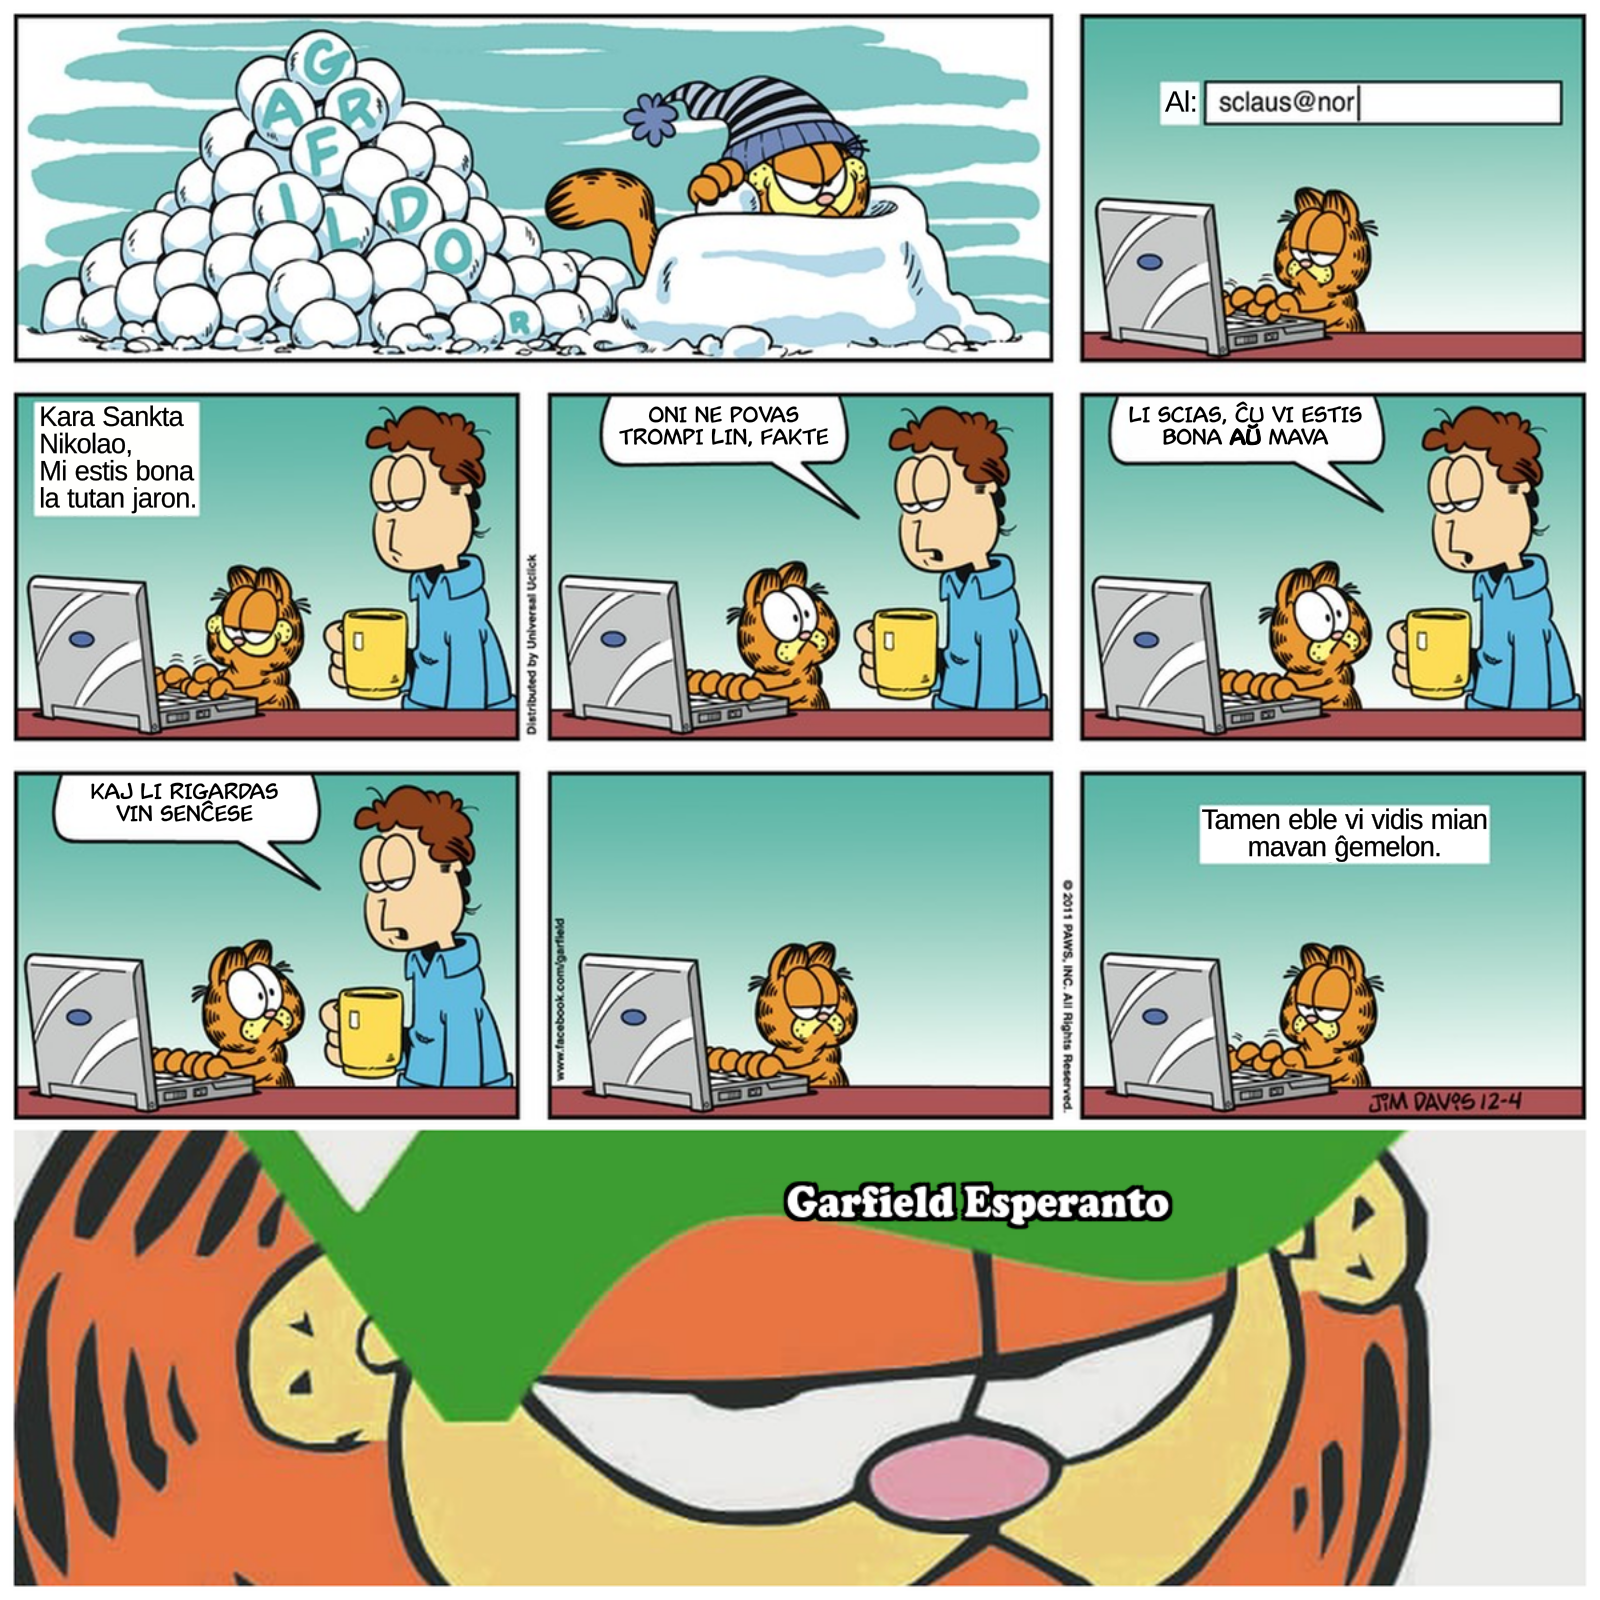 G
A R
F
I L D
O
R
Al: sclaus@nor
Kara Sankta
Nikolao,
Mi estis bona
la tutan jaron.
Distributed by Universal Uclick
ONI NE POVAS
TROMPI LIN, FAKTE
LI SCIAS, ĈU VI ESTIS
BONA AŬ MAVA
KAJ LI RIGARDAS
VIN SENĈESE
www.facebook.com/garfield
© 2011 PAWS, INC. All Rights Reserved.
Tamen eble vi vidis mian
mavan ĝemelon.
JIM DAVIS 12-4
Garfield Esperanto